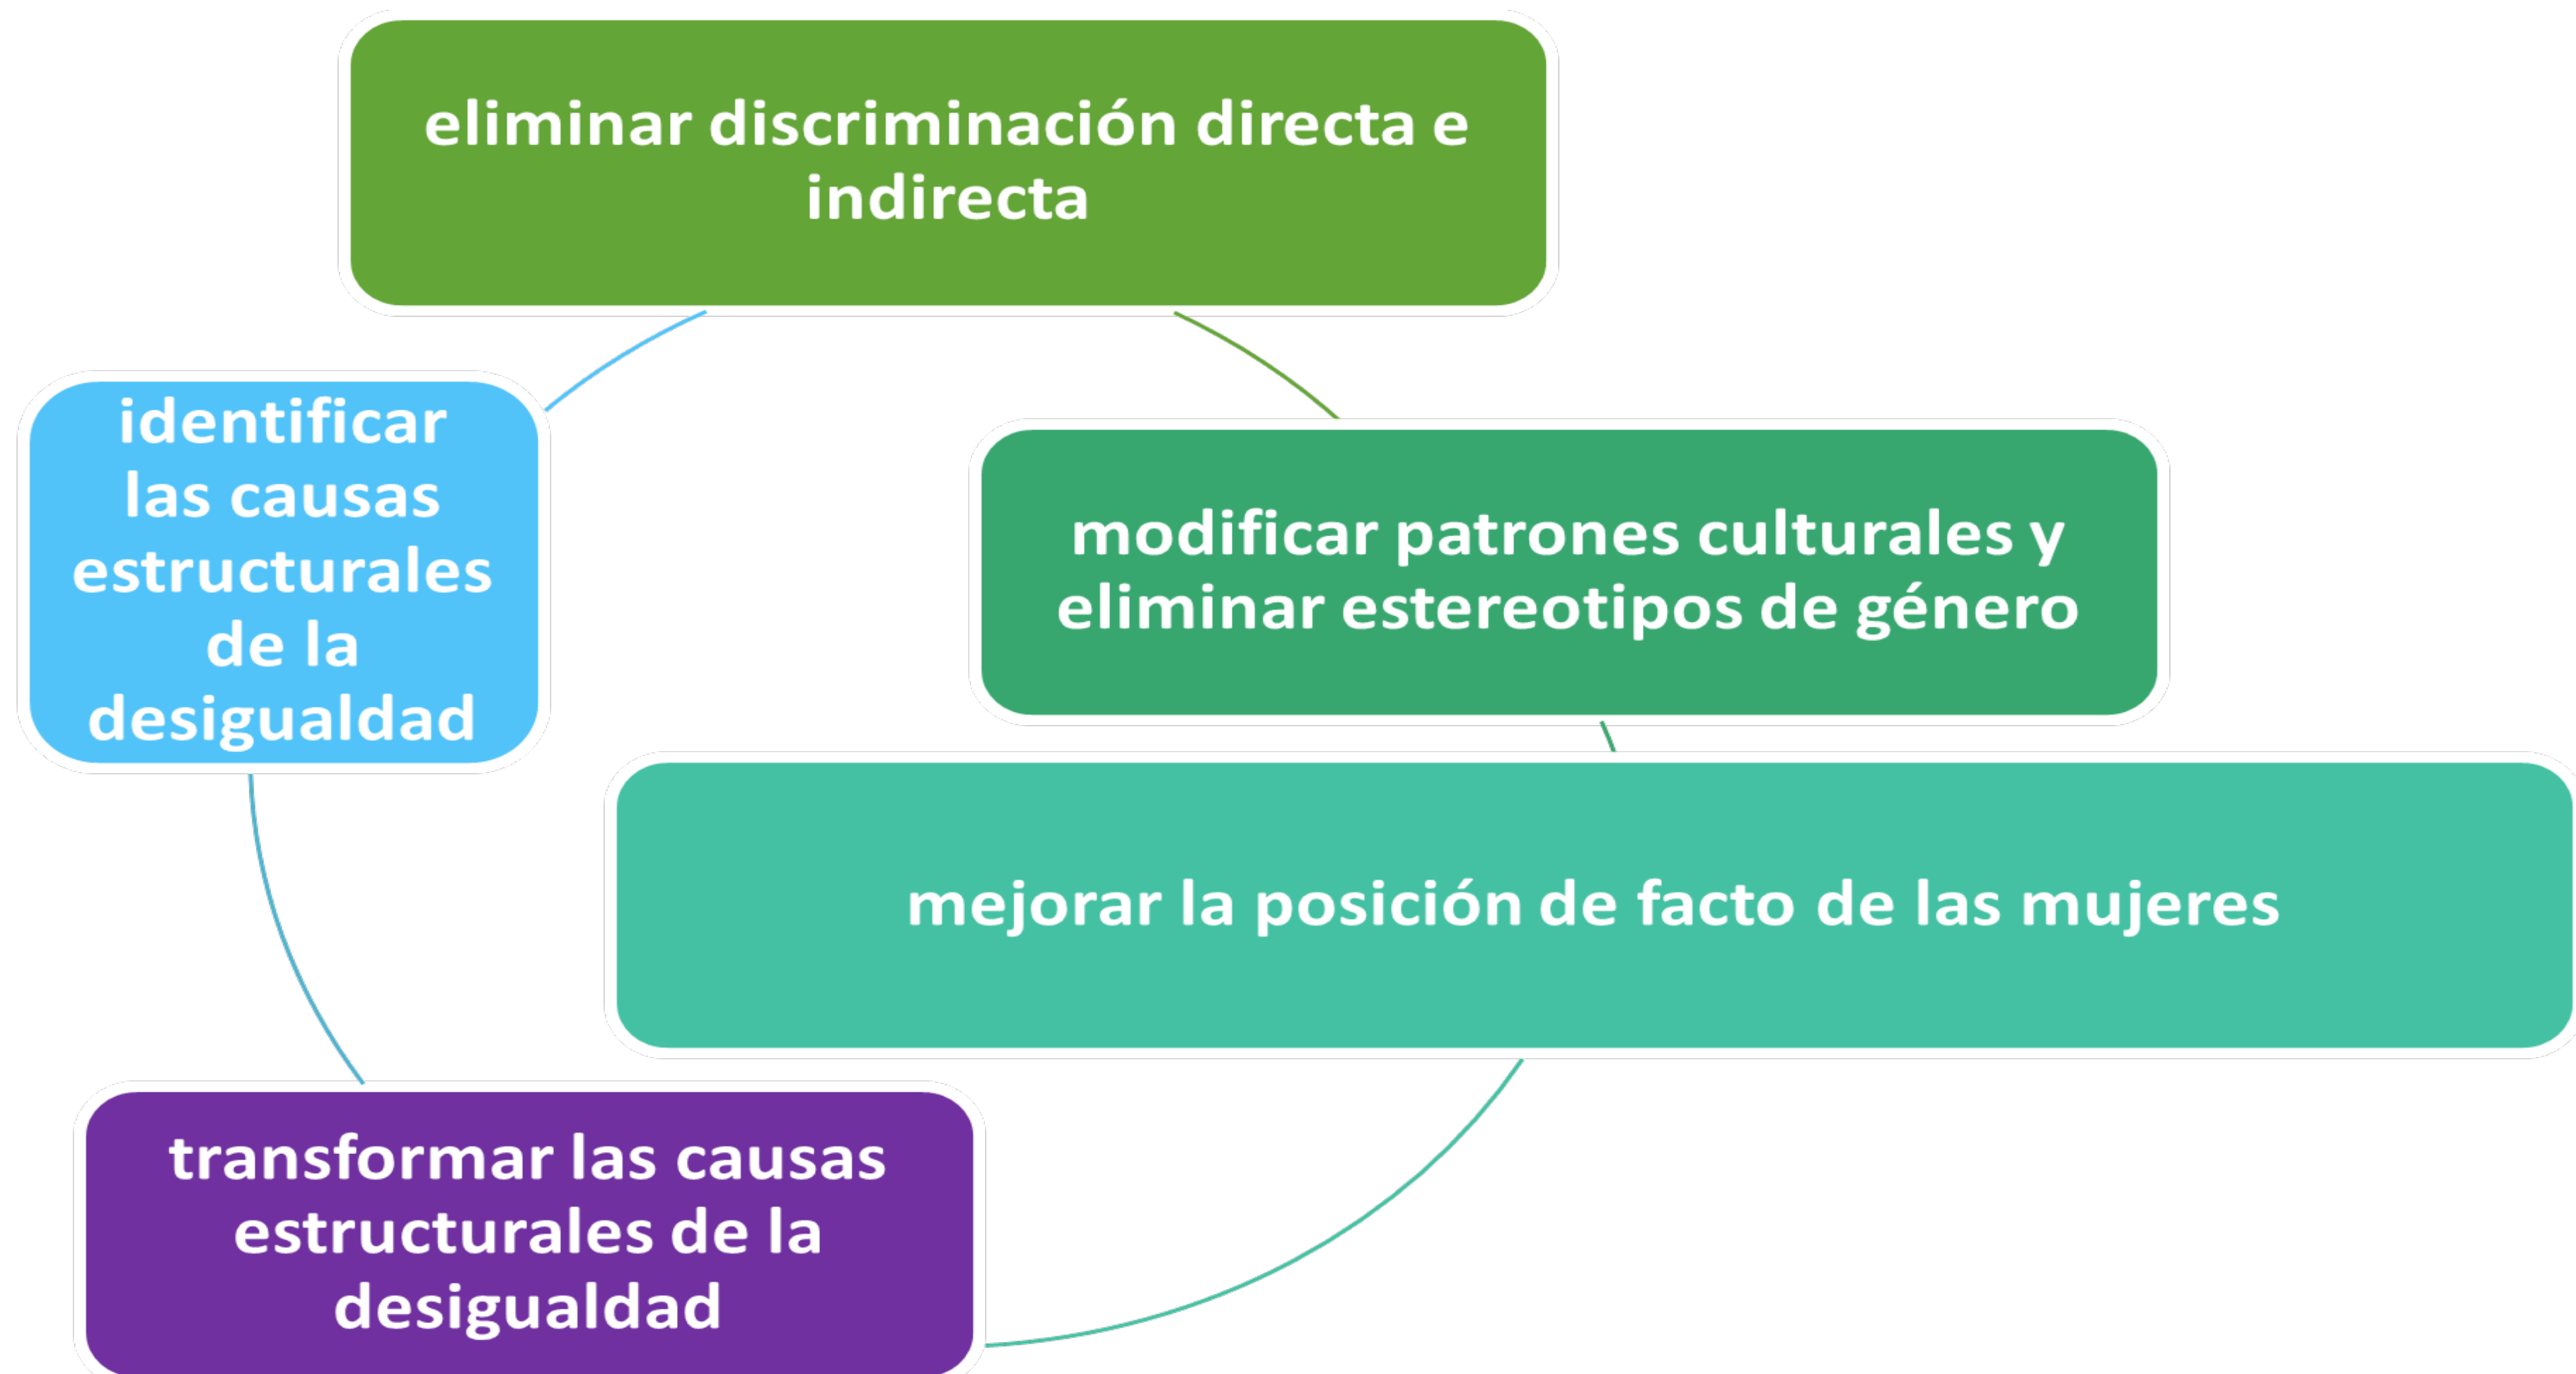 eliminar discriminación directa e
indirecta
identificar
las causas
estructurales
de la
desigualdad
modificar patrones culturales y
eliminar estereotipos de género
mejorar la posición de facto de las mujeres
transformar las causas
estructurales de la
desigualdad